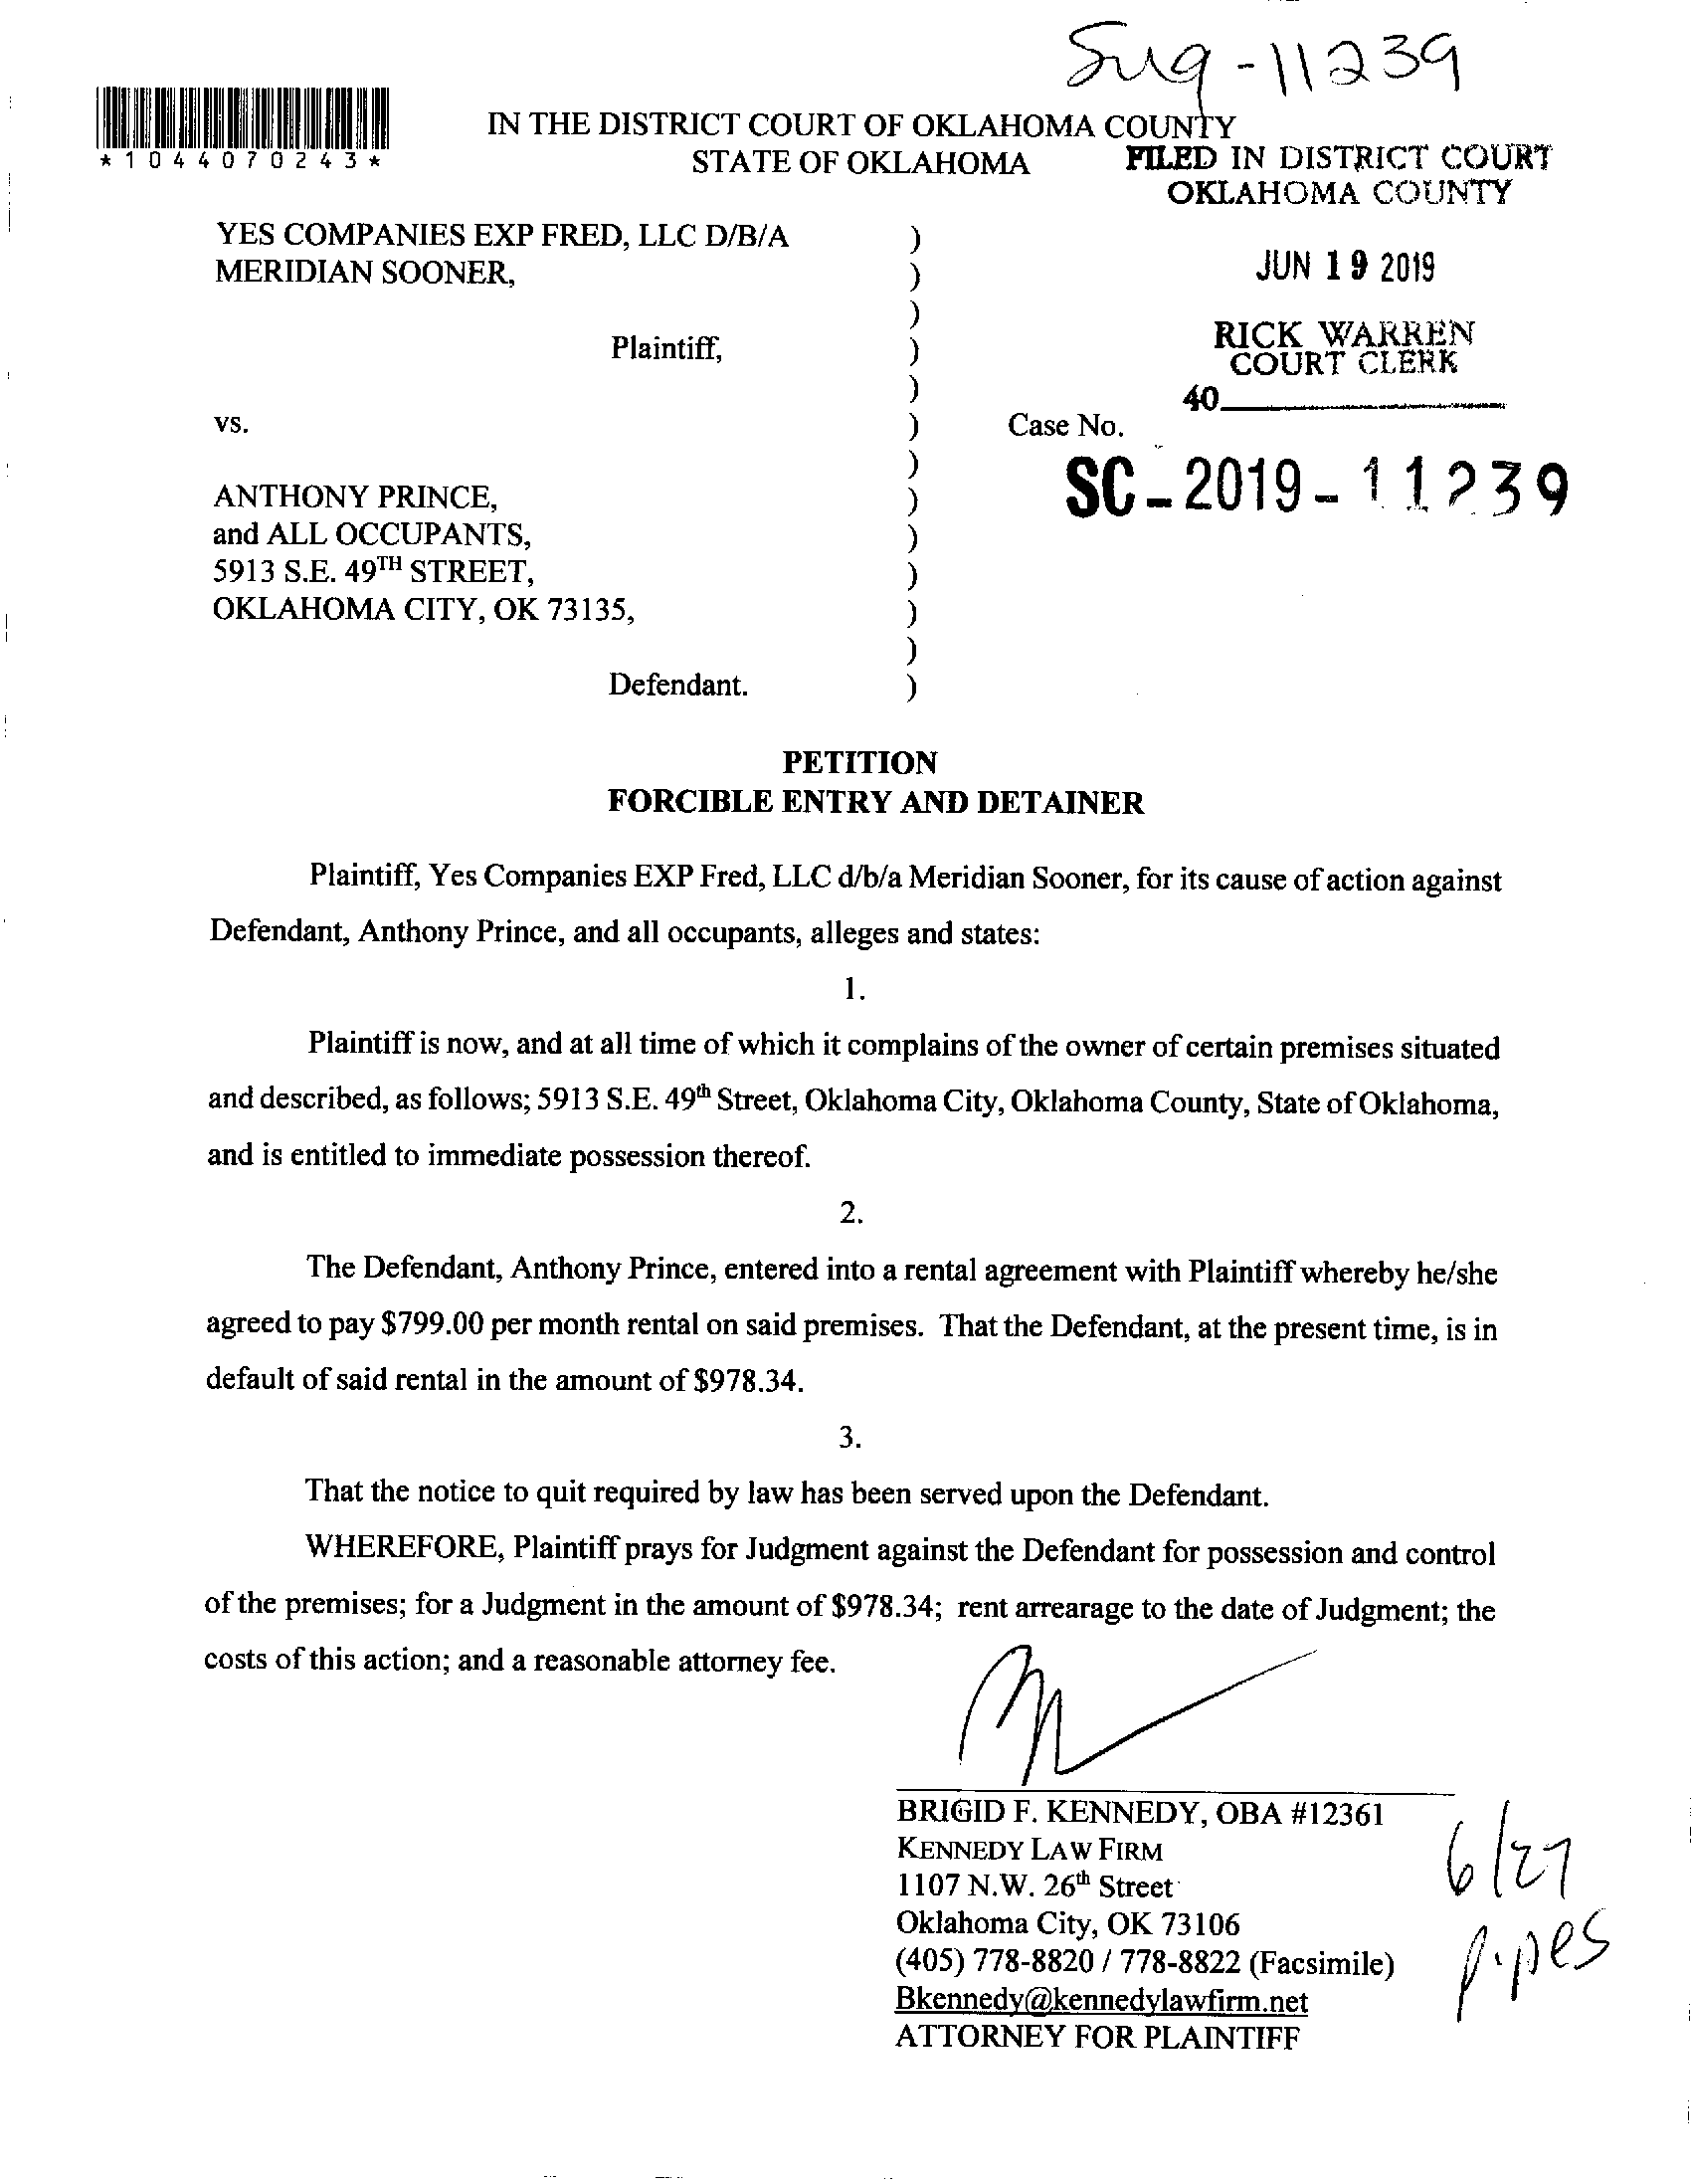 -11239
*1044070243*
IN THE DISTRICT COURT OF OKLAHOMA COUNTY
STATE OF OKLAHOMA
FILED IN DISTRICT COURT
OKLAHOMA COUNTY
JUN 19 2019
RICK WARREN
COURT CLERK
40
YES COMPANIES EXP FRED, LLC D/B/A )
MERIDIAN SOONER, )
)
Plaintiff, )
)
vs. ) Case No.
)
SC-2019-11239
ANTHONY PRINCE, )
and ALL OCCUPANTS, )
5913 S.E. 49TH STREET, )
OKLAHOMA CITY, OK 73135, )
)
Defendant. )
PETITION
FORCIBLE ENTRY AND DETAINER
Plaintiff, Yes Companies EXP Fred, LLC d/b/a Meridian Sooner, for its cause of action against
Defendant, Anthony Prince, and all occupants, alleges and states:
1.
Plaintiff is now, and at all time of which it complains of the owner of certain premises situated
and described, as follows; 5913 S.E. 49th Street, Oklahoma City, Oklahoma County, State of Oklahoma,
and is entitled to immediate possession thereof.
2.
The Defendant, Anthony Prince, entered into a rental agreement with Plaintiff whereby he/she
agreed to pay $799.00 per month rental on said premises. That the Defendant, at the present time, is in
default of said rental in the amount of $978.34.
3.
That the notice to quit required by law has been served upon the Defendant.
WHEREFORE, Plaintiff prays for Judgment against the Defendant for possession and control
of the premises; for a Judgment in the amount of $978.34; rent arrearage to the date of Judgment; the
costs of this action; and a reasonable attorney fee.
BRIGID F. KENNEDY, OBA #12361
KENNEDY LAW FIRM
1107 N.W. 26th Street
Oklahoma City, OK 73106
(405) 778-8820 / 778-8822 (Facsimile)
Bkennedy@kennedylawfirm.net
ATTORNEY FOR PLAINTIFF
6/27
pipes